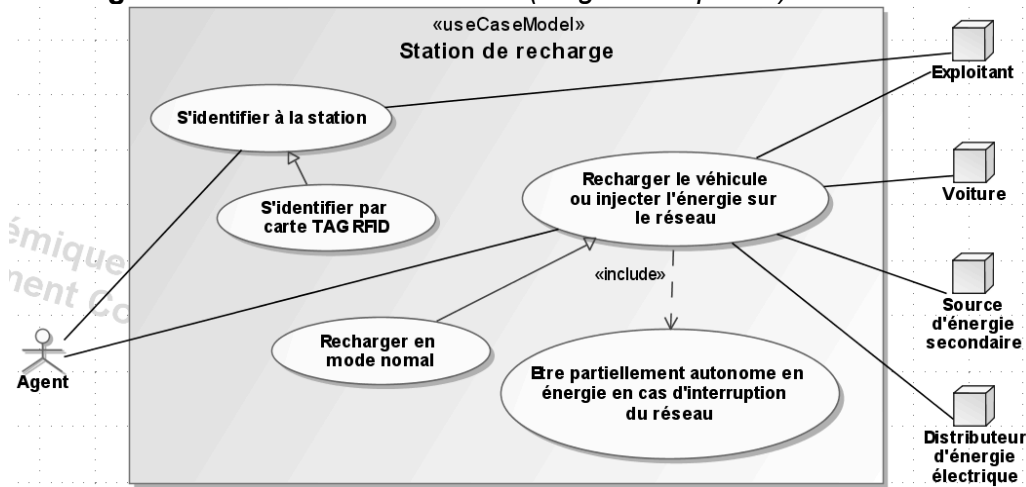 «useCaseModel»
Station de recharge
Exploitant
S'identifier à la station
Recharger le véhicule
ou injecter l'énergie sur
le réseau
Voiture
S'identifier par
carte TAG RFID
émique
«include»
Source
d'énergie
secondaire
Recharger en
mode nomal
Agent
Etre partiellement autonome en
énergie en cas d'interruption
du réseau
Distributeur
d'énergie
électrique